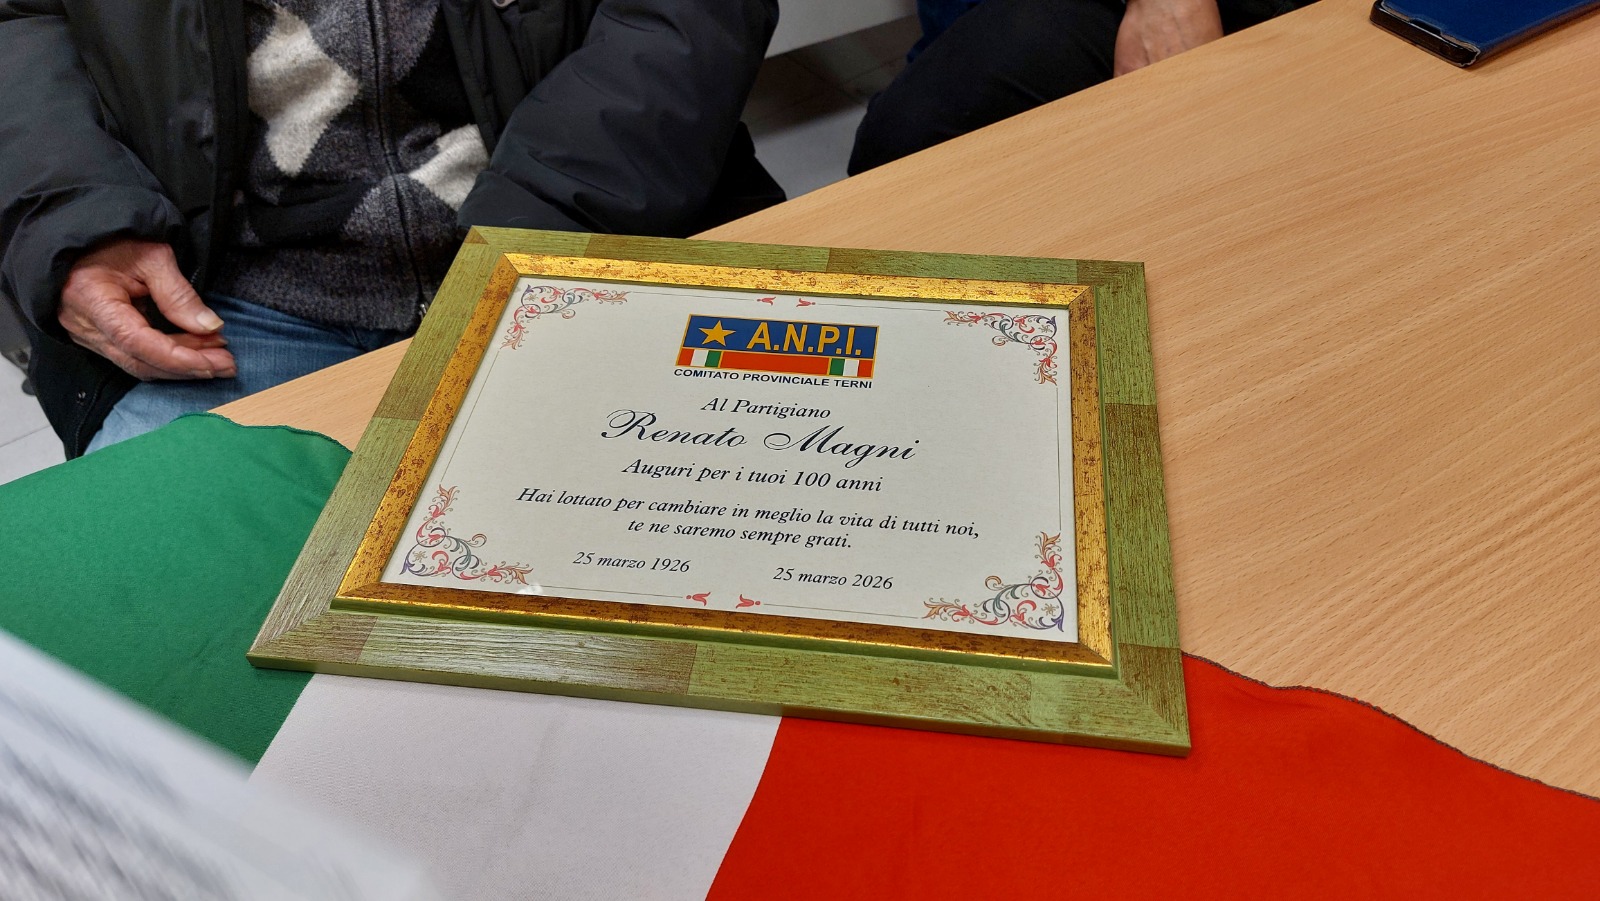 A.N.P.I.
COMITATO PROVINCIALE TERNI
Al Partigiano
Renato Magni
Auguri per i tuoi 100 anni
Hai lottato per cambiare in meglio la vita di tutti noi,
te ne saremo sempre grati.
25 marzo 1926 25 marzo 2026